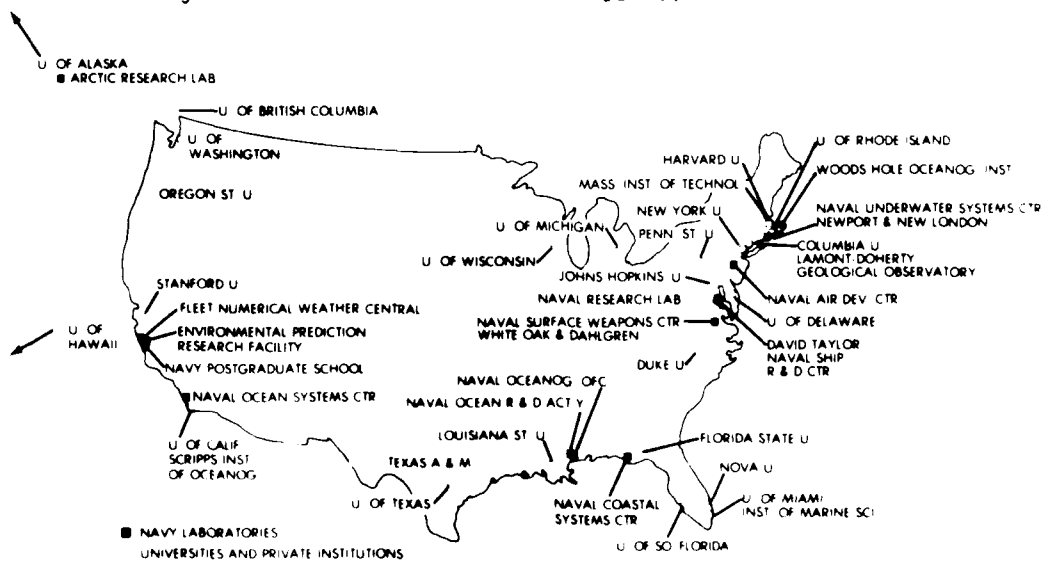 U OF ALASKA
ARCTIC RESEARCH LAB
U OF BRITISH COLUMBIA
U OF
WASHINGTON
OREGON ST U
HARVARD U
U OF RHODE ISLAND
MASS INST OF TECHNOL
WOODS HOLE OCEANOG INST
NEW YORK U
NAVAL UNDERWATER SYSTEMS CTR
NEWPORT & NEW LONDON
U OF MICHIGAN
PENN ST U
COLUMBIA U
LAMONT-DOHERTY
GEOLOGICAL OBSERVATORY
U OF WISCONSIN
JOHNS HOPKINS U
STANFORD U
NAVAL RESEARCH LAB
NAVAL AIR DEV CTR
FLEET NUMERICAL WEATHER CENTRAL
NAVAL SURFACE WEAPONS CTR
WHITE OAK & DAHLGREN
U OF DELAWARE
U OF
HAWAII
ENVIRONMENTAL PREDICTION
RESEARCH FACILITY
DAVID TAYLOR
NAVAL SHIP
R & D CTR
NAVY POSTGRADUATE SCHOOL
DUKE U
NAVAL OCEANOG OFC
NAVAL OCEAN SYSTEMS CTR
NAVAL OCEAN R & D ACT Y
LOUISIANA ST U
FLORIDA STATE U
U OF CALIF
SCRIPPS INST
OF OCEANOG
TEXAS A & M
NOVA U
U OF TEXAS
NAVAL COASTAL
SYSTEMS CTR
U OF MIAMI
INST OF MARINE SCI
U OF SO FLORIDA
NAVY LABORATORIES
UNIVERSITIES AND PRIVATE INSTITUTIONS